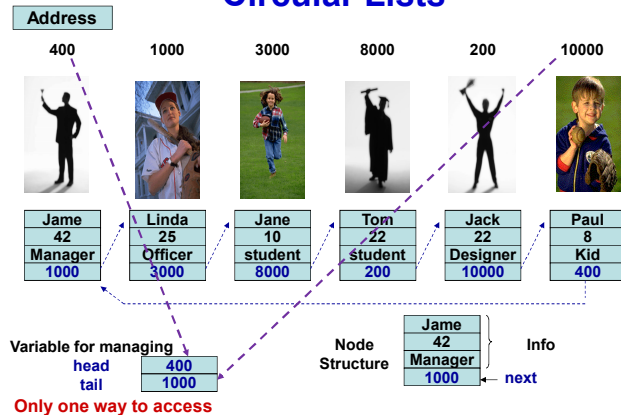 Circular Lists
Address
400 1000 3000 8000 200 10000
Jame Linda Jane Tom Jack Paul
42 25 10 22 22 8
Manager Officer student student Designer Kid
1000 3000 8000 200 10000 400
Variable for managing
head 400
tail 1000
Only one way to access
Node
Structure
Jame
42
Manager
1000
Info
next